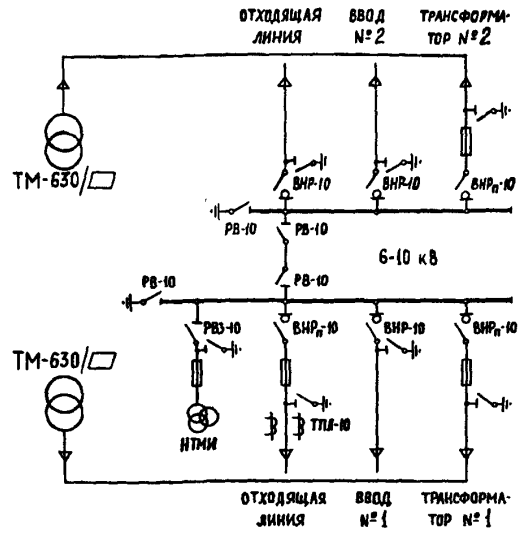 ОТХОДЯЩАЯ
ЛИНИЯ
ВВОД
№2
ТРАНСФОРМА-
ТОР №2
ТМ-630/
ВНР-10
ВНР-10
ВНРп-10
РВ-10
РВ-10
6-10 кВ
РВ-10
РВ-10
РВЗ-10
ВНРп-10
ВНР-10
ВНРп-10
ТМ-630/
НТМИ
ТПЛ-10
ОТХОДЯЩАЯ
ЛИНИЯ
ВВОД
№1
ТРАНСФОРМА-
ТОР №1